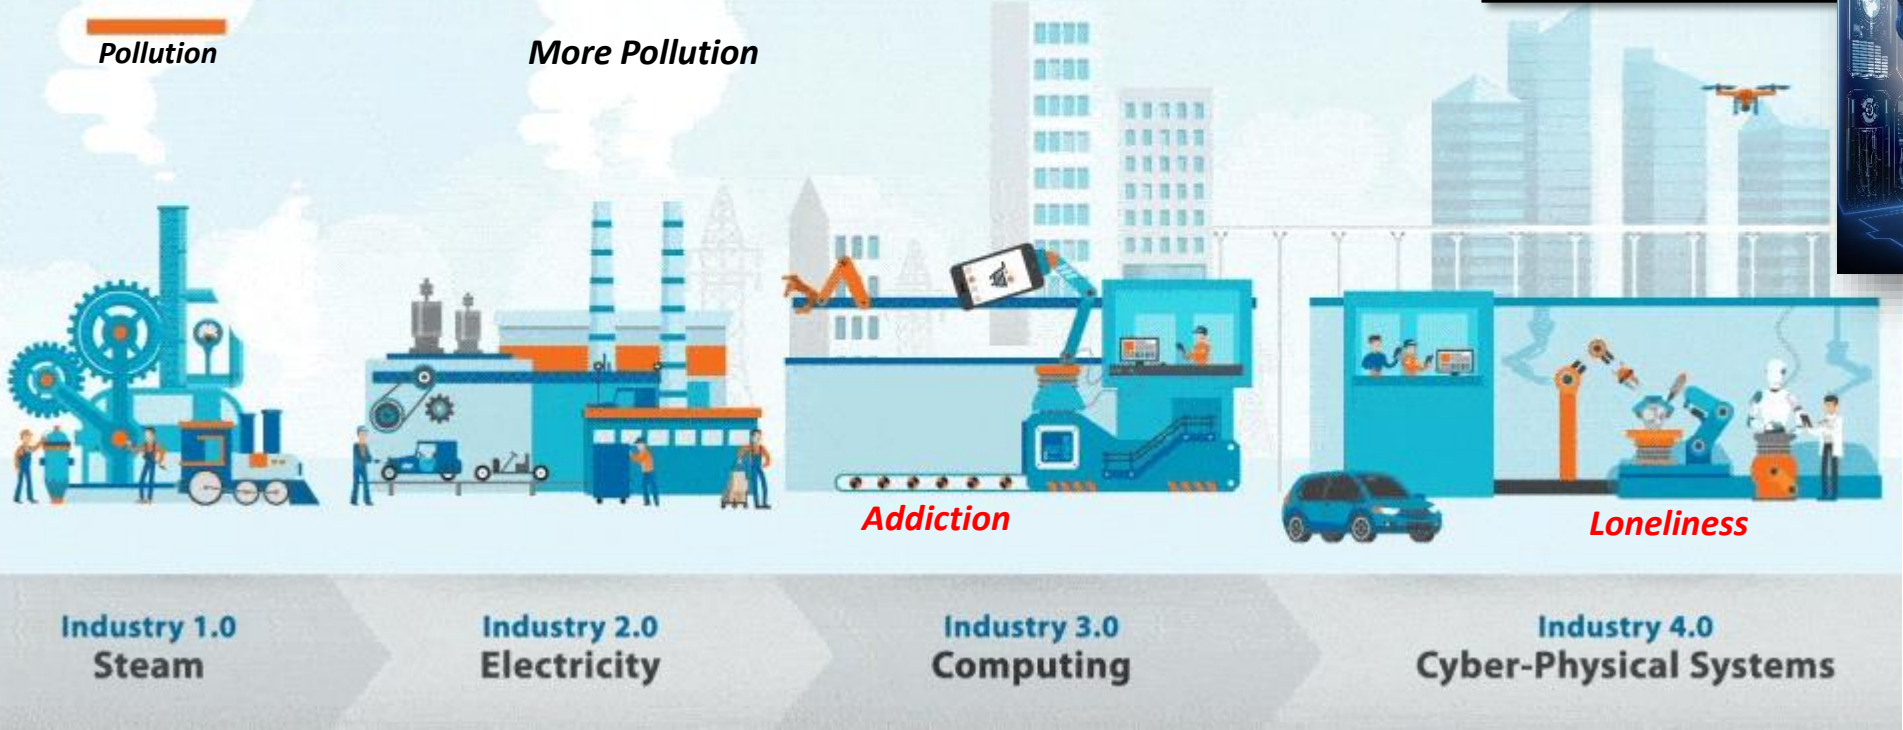 Pollution
More Pollution
Addiction
Loneliness
Industry 1.0
Steam
Industry 2.0
Electricity
Industry 3.0
Computing
Industry 4.0
Cyber-Physical Systems